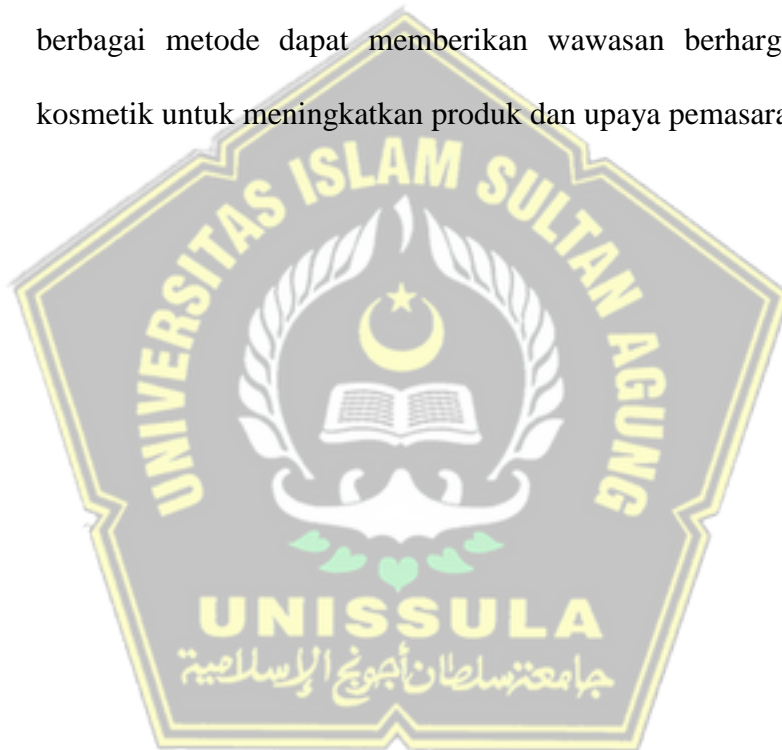 berbagai metode dapat memberikan wawasan berharg
kosmetik untuk meningkatkan produk dan upaya pemasara
UNIVERSITAS ISLAM SULTAN AGUNG
UNISSULA
جامعة سلطان أجونج الإسلامية